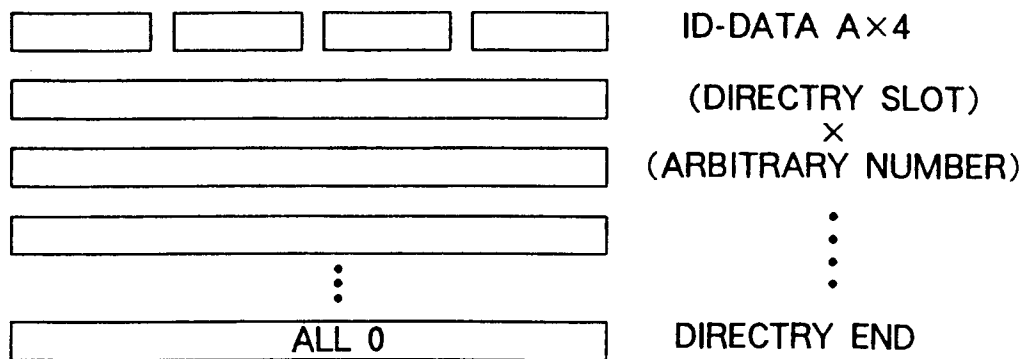 ID-DATA A×4
(DIRECTRY SLOT)
×
(ARBITRARY NUMBER)
ALL 0
DIRECTRY END